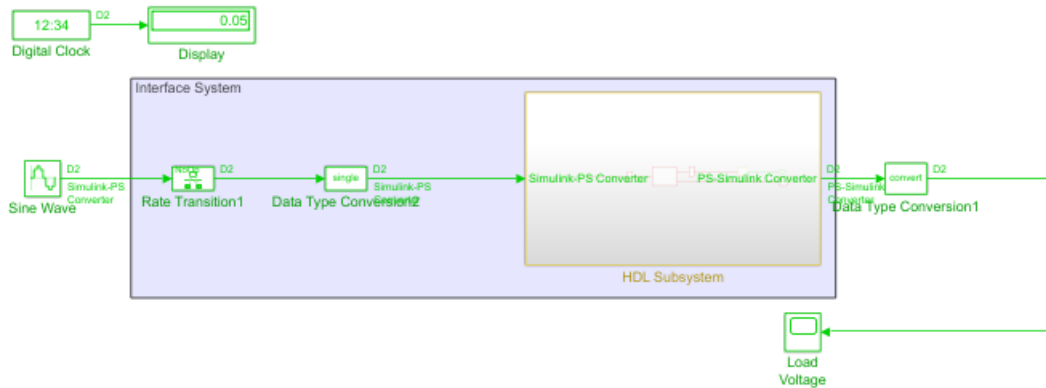 12:34
D2
0.05
Digital Clock
Display
Interface System
D2
Simulink-PS
Converter
Sine Wave
D2
Rate Transition1
single
D2
Simulink-PS
Data Type Conversion2
Simulink-PS Converter
PS-Simulink Converter
HDL Subsystem
D2
PS-Simulink
Converter
convert
D2
Data Type Conversion1
Load
Voltage